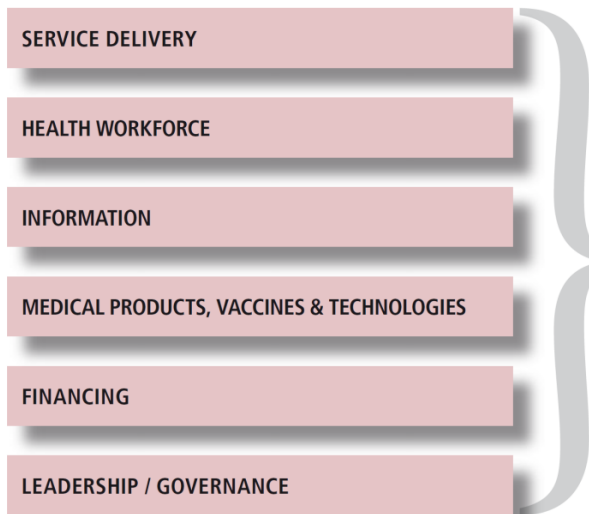 SERVICE DELIVERY
HEALTH WORKFORCE
INFORMATION
MEDICAL PRODUCTS, VACCINES & TECHNOLOGIES
FINANCING
LEADERSHIP / GOVERNANCE